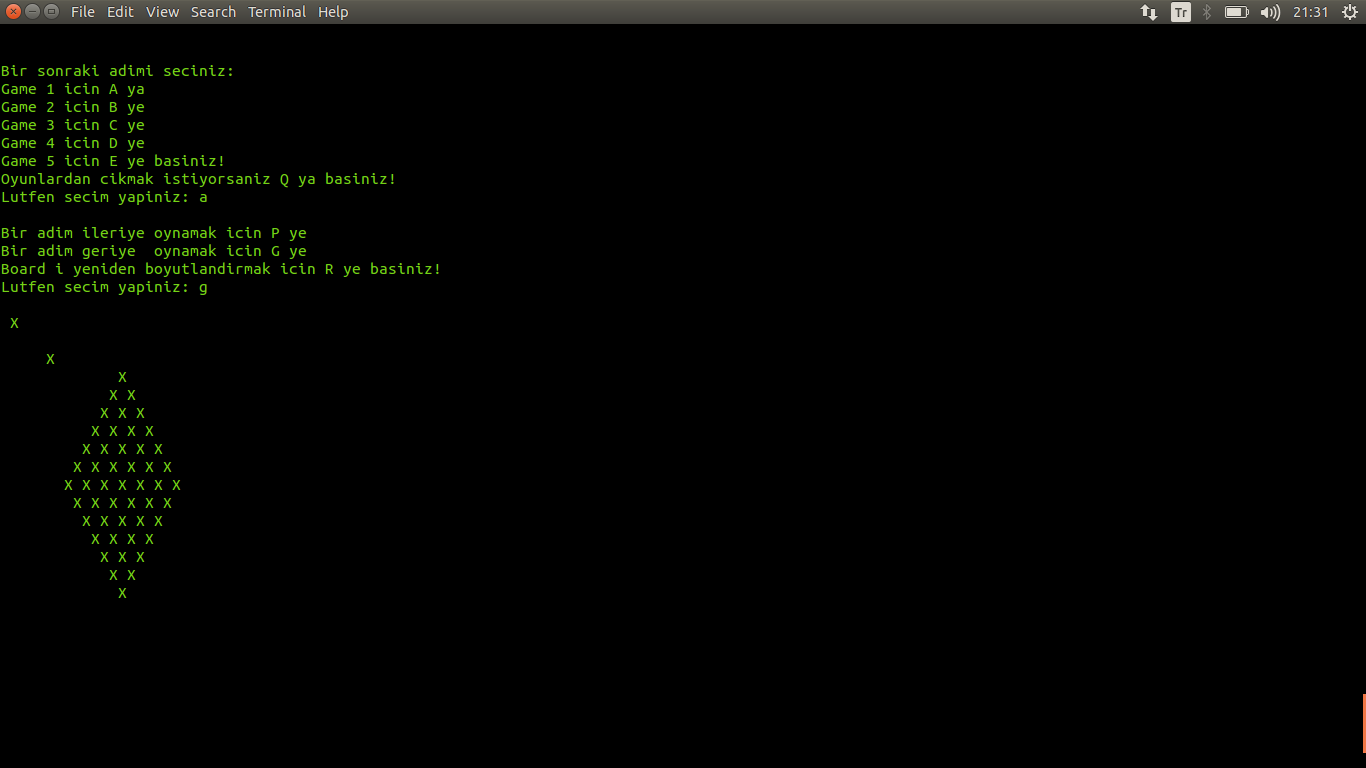 File Edit View Search Terminal Help Tr 21:31
Bir sonraki adimi seciniz:
Game 1 icin A ya
Game 2 icin B ye
Game 3 icin C ye
Game 4 icin D ye
Game 5 icin E ye basiniz!
Oyunlardan cikmak istiyorsaniz Q ya basiniz!
Lutfen secim yapiniz: a
Bir adim ileriye oynamak icin P ye
Bir adim geriye  oynamak icin G ye
Board i yeniden boyutlandirmak icin R ye basiniz!
Lutfen secim yapiniz: g
X
X
X
X X
X X X
X X X X
X X X X X
X X X X X X
X X X X X X X
X X X X X X
X X X X X
X X X X
X X X
X X
X